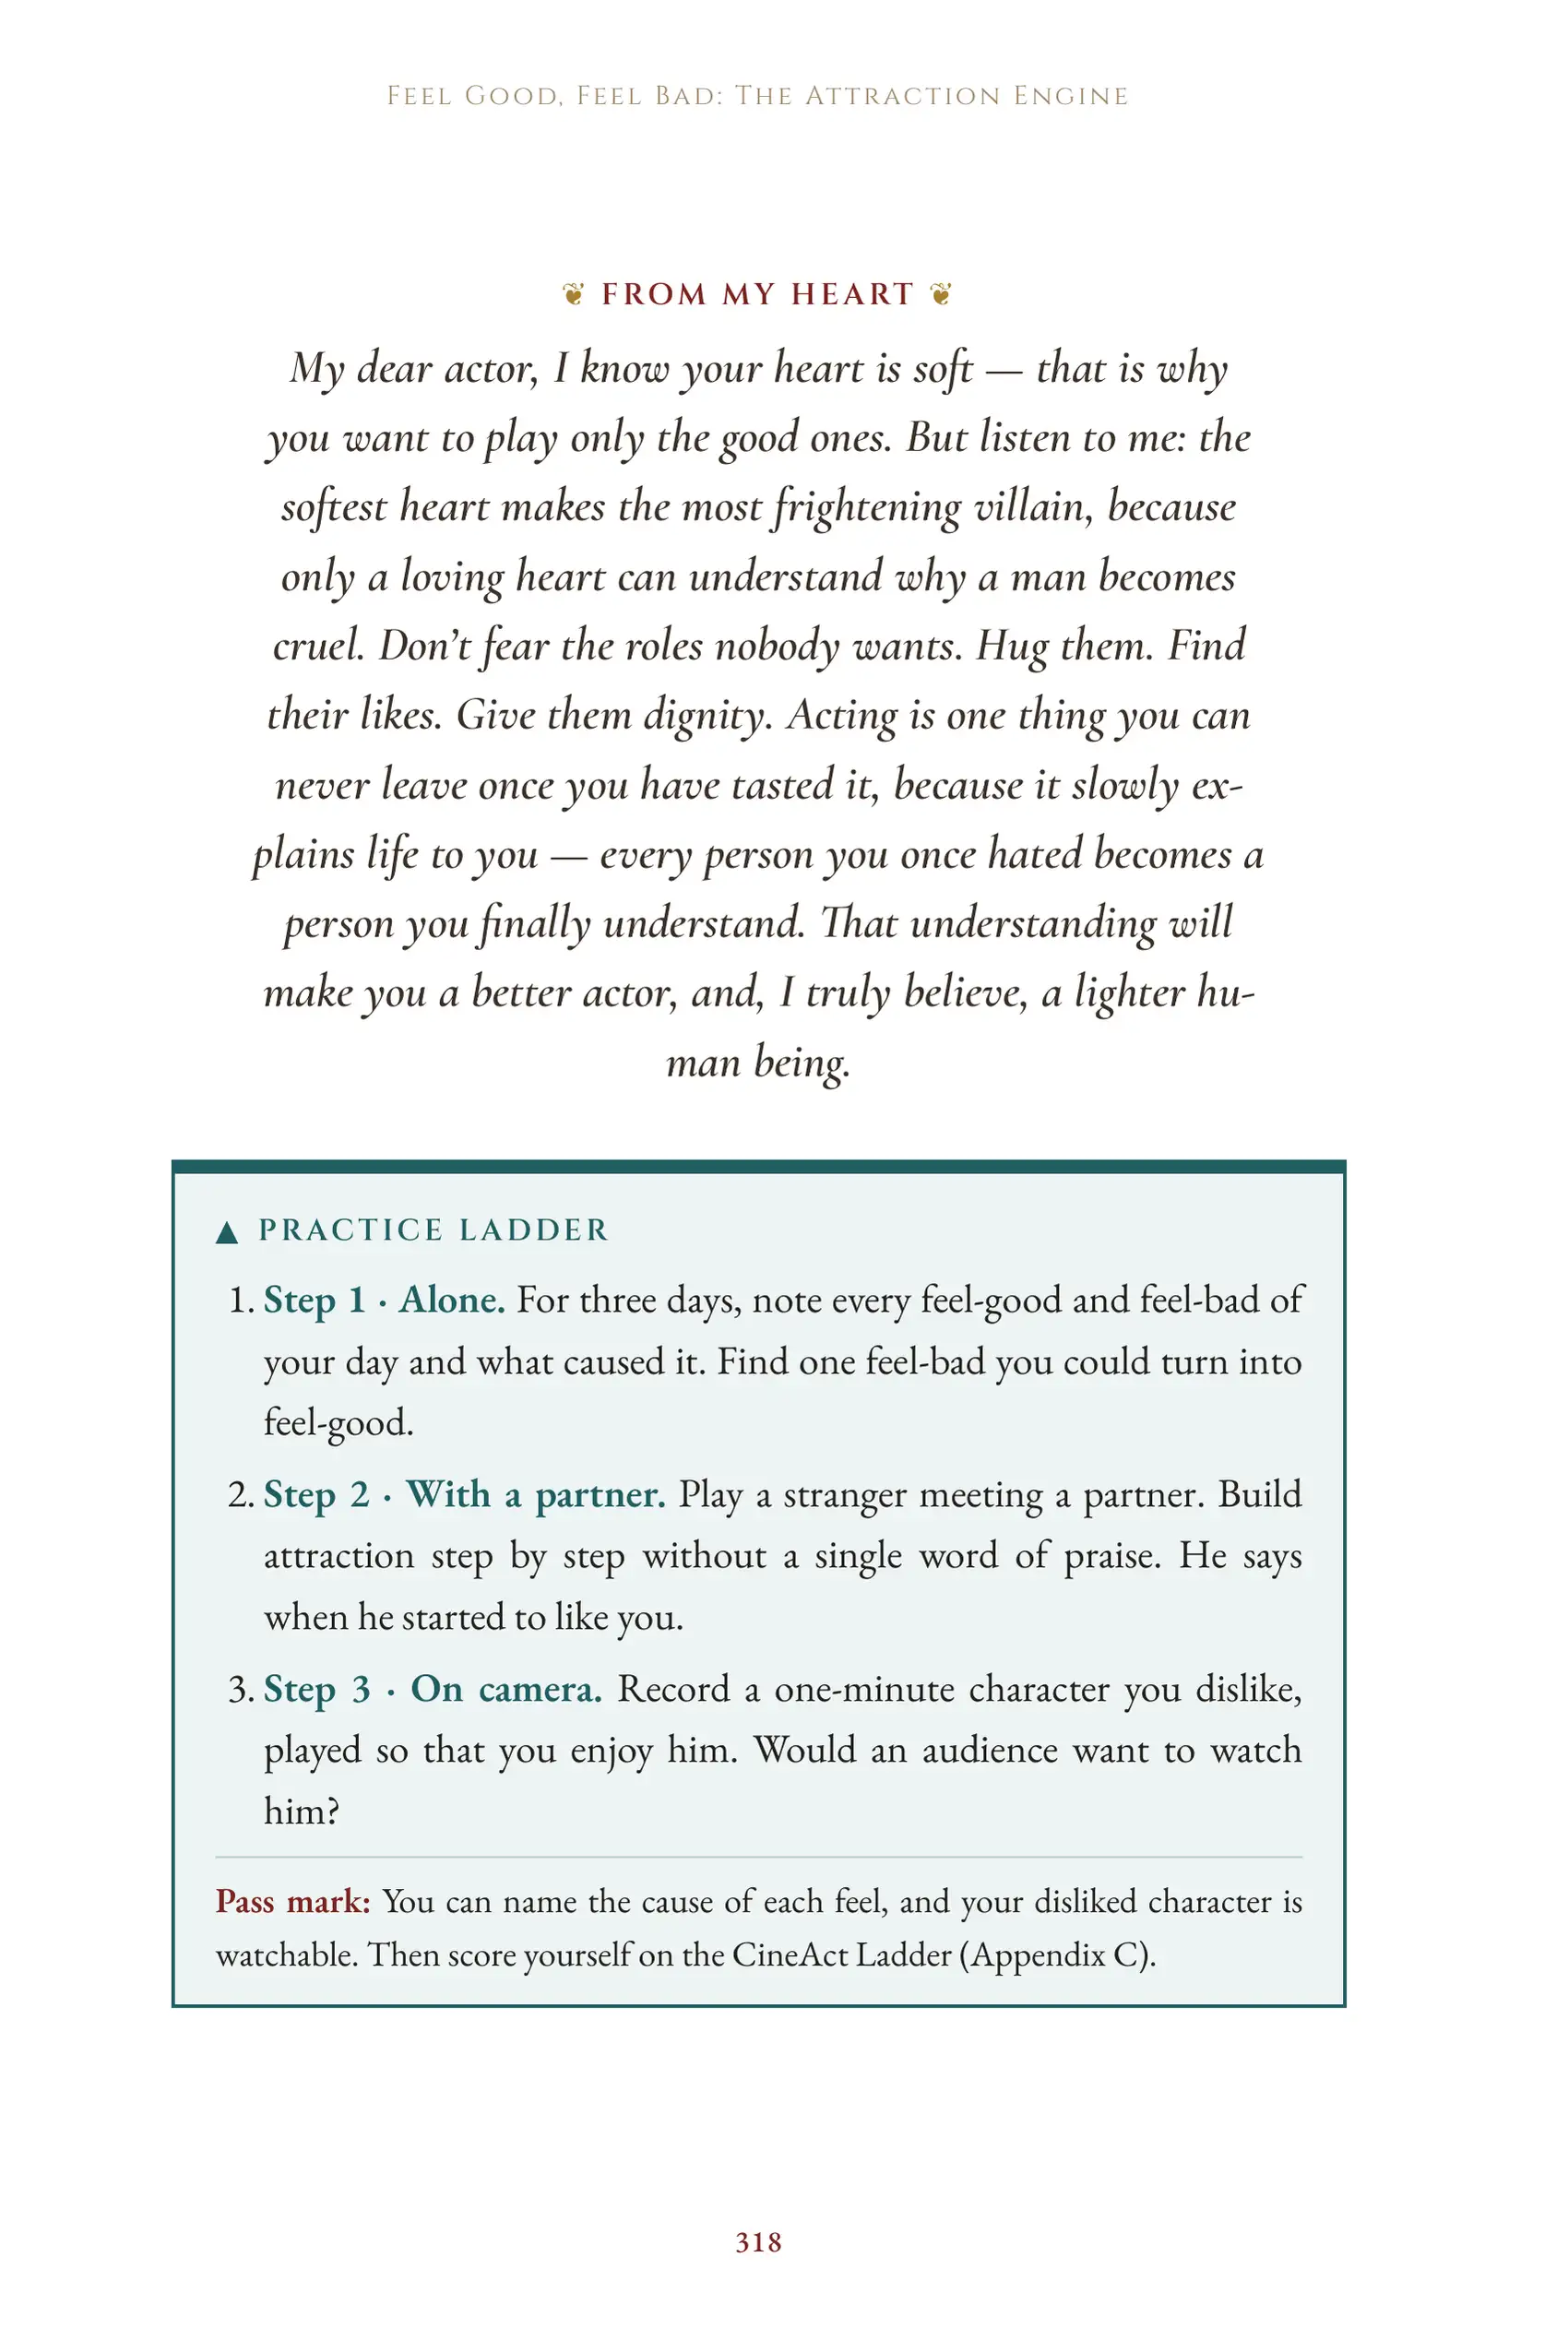 Feel Good, Feel Bad: The Attraction Engine
❦ FROM MY HEART ❦
My dear actor, I know your heart is soft — that is why
you want to play only the good ones. But listen to me: the
softest heart makes the most frightening villain, because
only a loving heart can understand why a man becomes
cruel. Don’t fear the roles nobody wants. Hug them. Find
their likes. Give them dignity. Acting is one thing you can
never leave once you have tasted it, because it slowly ex-
plains life to you — every person you once hated becomes a
person you finally understand. That understanding will
make you a better actor, and, I truly believe, a lighter hu-
man being.
▲ PRACTICE LADDER
1. Step 1 · Alone. For three days, note every feel-good and feel-bad of
your day and what caused it. Find one feel-bad you could turn into
feel-good.
2. Step 2 · With a partner. Play a stranger meeting a partner. Build
attraction step by step without a single word of praise. He says
when he started to like you.
3. Step 3 · On camera. Record a one-minute character you dislike,
played so that you enjoy him. Would an audience want to watch
him?
Pass mark: You can name the cause of each feel, and your disliked character is
watchable. Then score yourself on the CineAct Ladder (Appendix C).
318